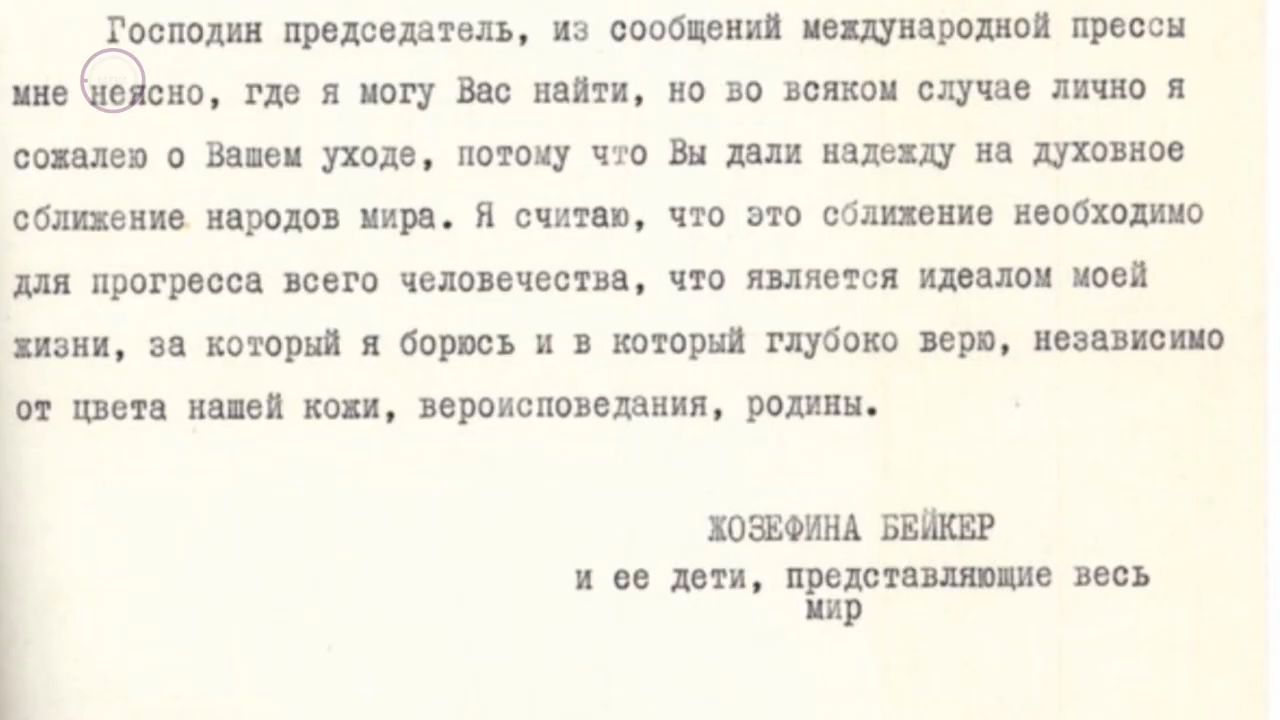 Господин председатель, из сообщений международной прессы
мне неясно, где я могу Вас найти, но во всяком случае лично я
сожалею о Вашем уходе, потому что Вы дали надежду на духовное
сближение народов мира. Я считаю, что это сближение необходимо
для прогресса всего человечества, что является идеалом моей
жизни, за который я борюсь и в который глубоко верю, независимо
от цвета нашей кожи, вероисповедания, родины.
ЖОЗЕФИНА БЕЙКЕР
и ее дети, представляющие весь
мир